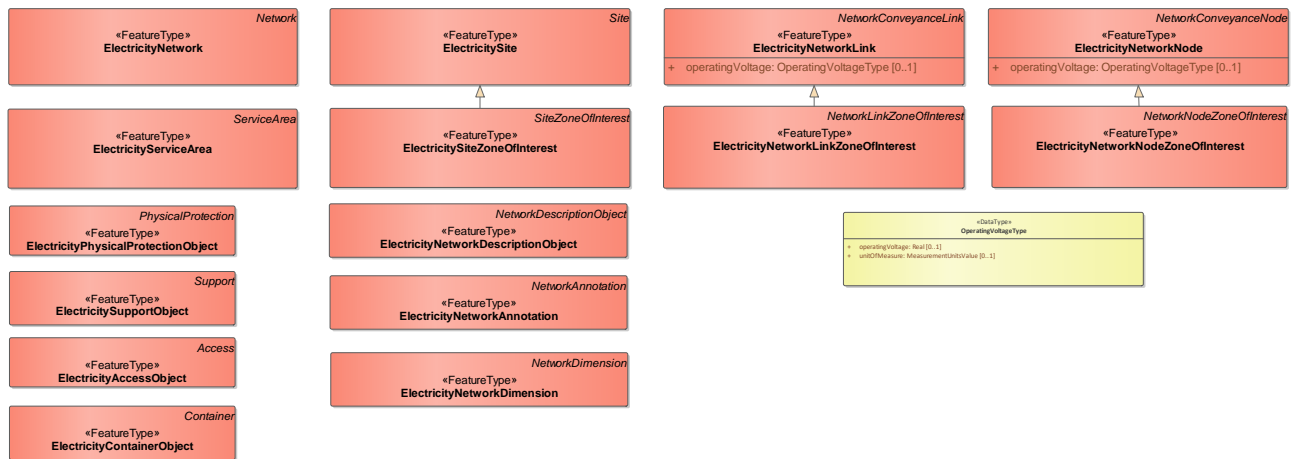 Network
«FeatureType»
ElectricityNetwork
Site
«FeatureType»
ElectricitySite
NetworkConveyanceLink
«FeatureType»
ElectricityNetworkLink
+ operatingVoltage: OperatingVoltageType [0..1]
NetworkConveyanceNode
«FeatureType»
ElectricityNetworkNode
+ operatingVoltage: OperatingVoltageType [0..1]
ServiceArea
«FeatureType»
ElectricityServiceArea
SiteZoneOfInterest
«FeatureType»
ElectricitySiteZoneOfInterest
NetworkLinkZoneOfInterest
«FeatureType»
ElectricityNetworkLinkZoneOfInterest
NetworkNodeZoneOfInterest
«FeatureType»
ElectricityNetworkNodeZoneOfInterest
PhysicalProtection
«FeatureType»
ElectricityPhysicalProtectionObject
NetworkDescriptionObject
«FeatureType»
ElectricityNetworkDescriptionObject
«DataType»
OperatingVoltageType
+ operatingVoltage: Real [0..1]
+ unitOfMeasure: MeasurementUnitsValue [0..1]
Support
«FeatureType»
ElectricitySupportObject
NetworkAnnotation
«FeatureType»
ElectricityNetworkAnnotation
Access
«FeatureType»
ElectricityAccessObject
NetworkDimension
«FeatureType»
ElectricityNetworkDimension
Container
«FeatureType»
ElectricityContainerObject